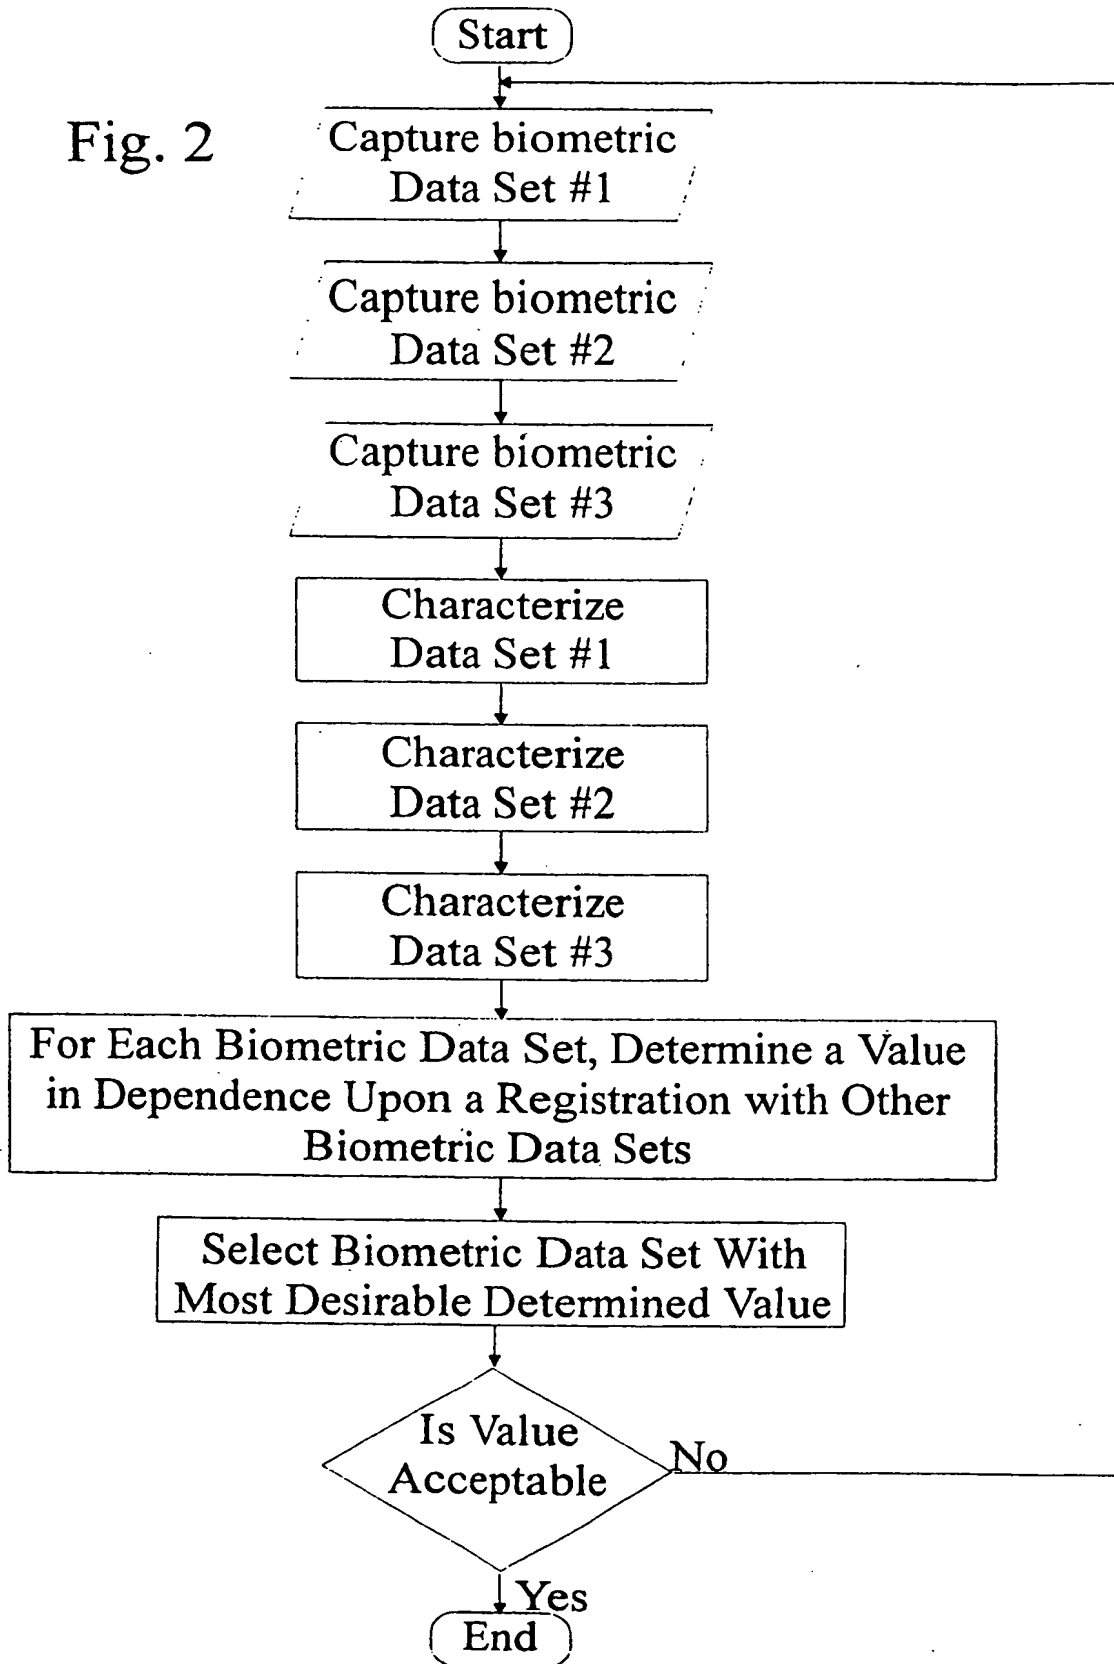 Start
Fig. 2
Capture biometric
Data Set #1
Capture biometric
Data Set #2
Capture biometric
Data Set #3
Characterize
Data Set #1
Characterize
Data Set #2
Characterize
Data Set #3
For Each Biometric Data Set, Determine a Value
in Dependence Upon a Registration with Other
Biometric Data Sets
Select Biometric Data Set With
Most Desirable Determined Value
Is Value
Acceptable
No
Yes
End